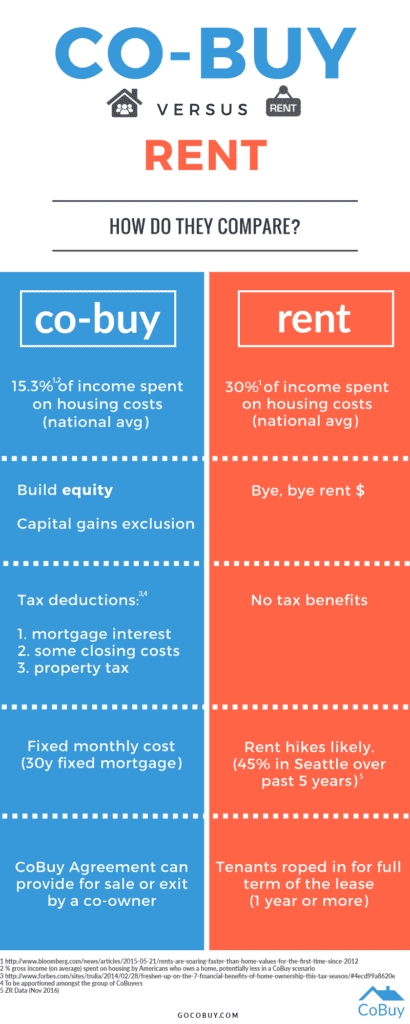 CO-BUY
VERSUS
RENT
RENT
HOW DO THEY COMPARE?
co-buy
15.3%1,2 of income spent
on housing costs
(national avg)
Build equity
Capital gains exclusion
Tax deductions:3,4
1. mortgage interest
2. some closing costs
3. property tax
Fixed monthly cost
(30y fixed mortgage)
CoBuy Agreement can
provide for sale or exit
by a co-owner
rent
30%1 of income spent
on housing costs
(national avg)
Bye, bye rent $
No tax benefits
Rent hikes likely.
(45% in Seattle over
past 5 years)5
Tenants roped in for full
term of the lease
(1 year or more)
1 http://www.bloomberg.com/news/articles/2015-05-21/rents-are-soaring-faster-than-home-values-for-the-first-time-since-2012
2 % gross income (on average) spent on housing by Americans who own a home, potentially less in a CoBuy scenario
3 http://www.forbes.com/sites/trulia/2014/02/28/freshen-up-on-the-7-financial-benefits-of-home-ownership-this-tax-season/#4ecd99a8620e
4 To be apportioned amongst the group of CoBuyers
5 ZR Data (Nov 2016)
GOCOBUY.COM
CoBuy